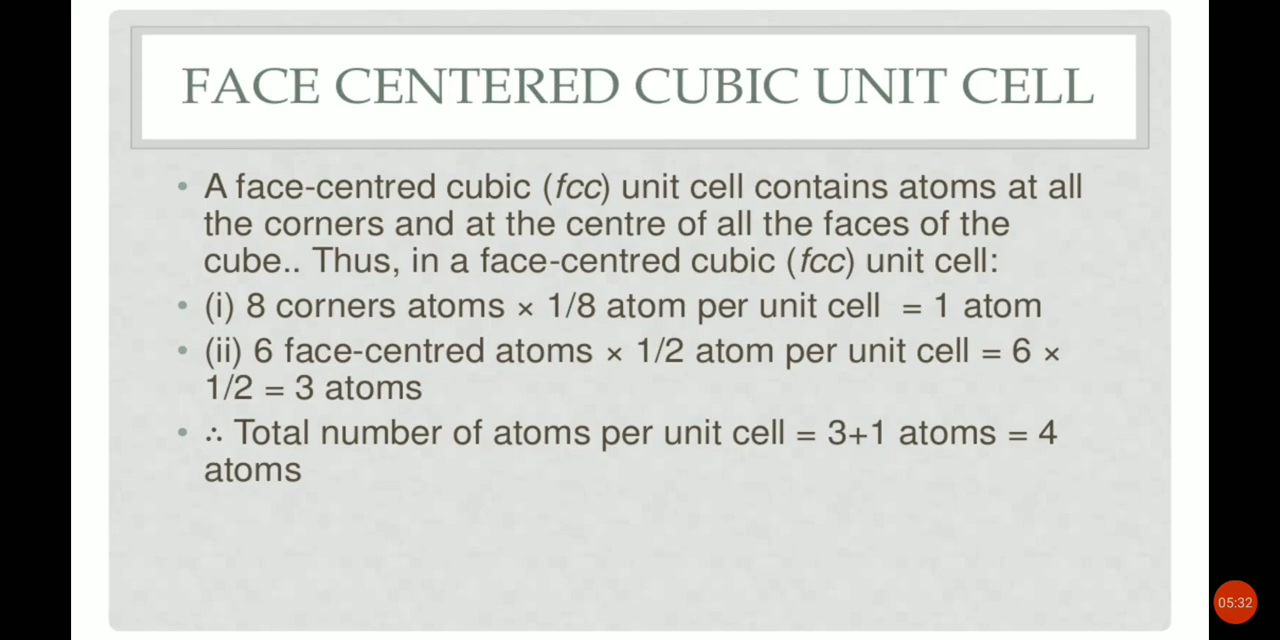 FACE CENTERED CUBIC UNIT CELL
• A face-centred cubic (fcc) unit cell contains atoms at all
the corners and at the centre of all the faces of the
cube.. Thus, in a face-centred cubic (fcc) unit cell:
• (i) 8 corners atoms × 1/8 atom per unit cell = 1 atom
• (ii) 6 face-centred atoms × 1/2 atom per unit cell = 6 ×
1/2 = 3 atoms
• ∴ Total number of atoms per unit cell = 3+1 atoms = 4
atoms
05:32